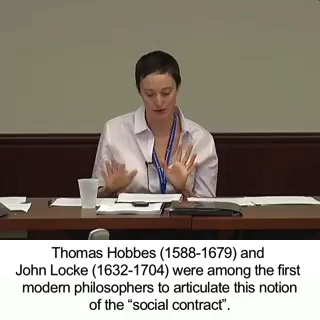 Thomas Hobbes (1588-1679) and
John Locke (1632-1704) were among the first
modern philosophers to articulate this notion
of the “social contract”.